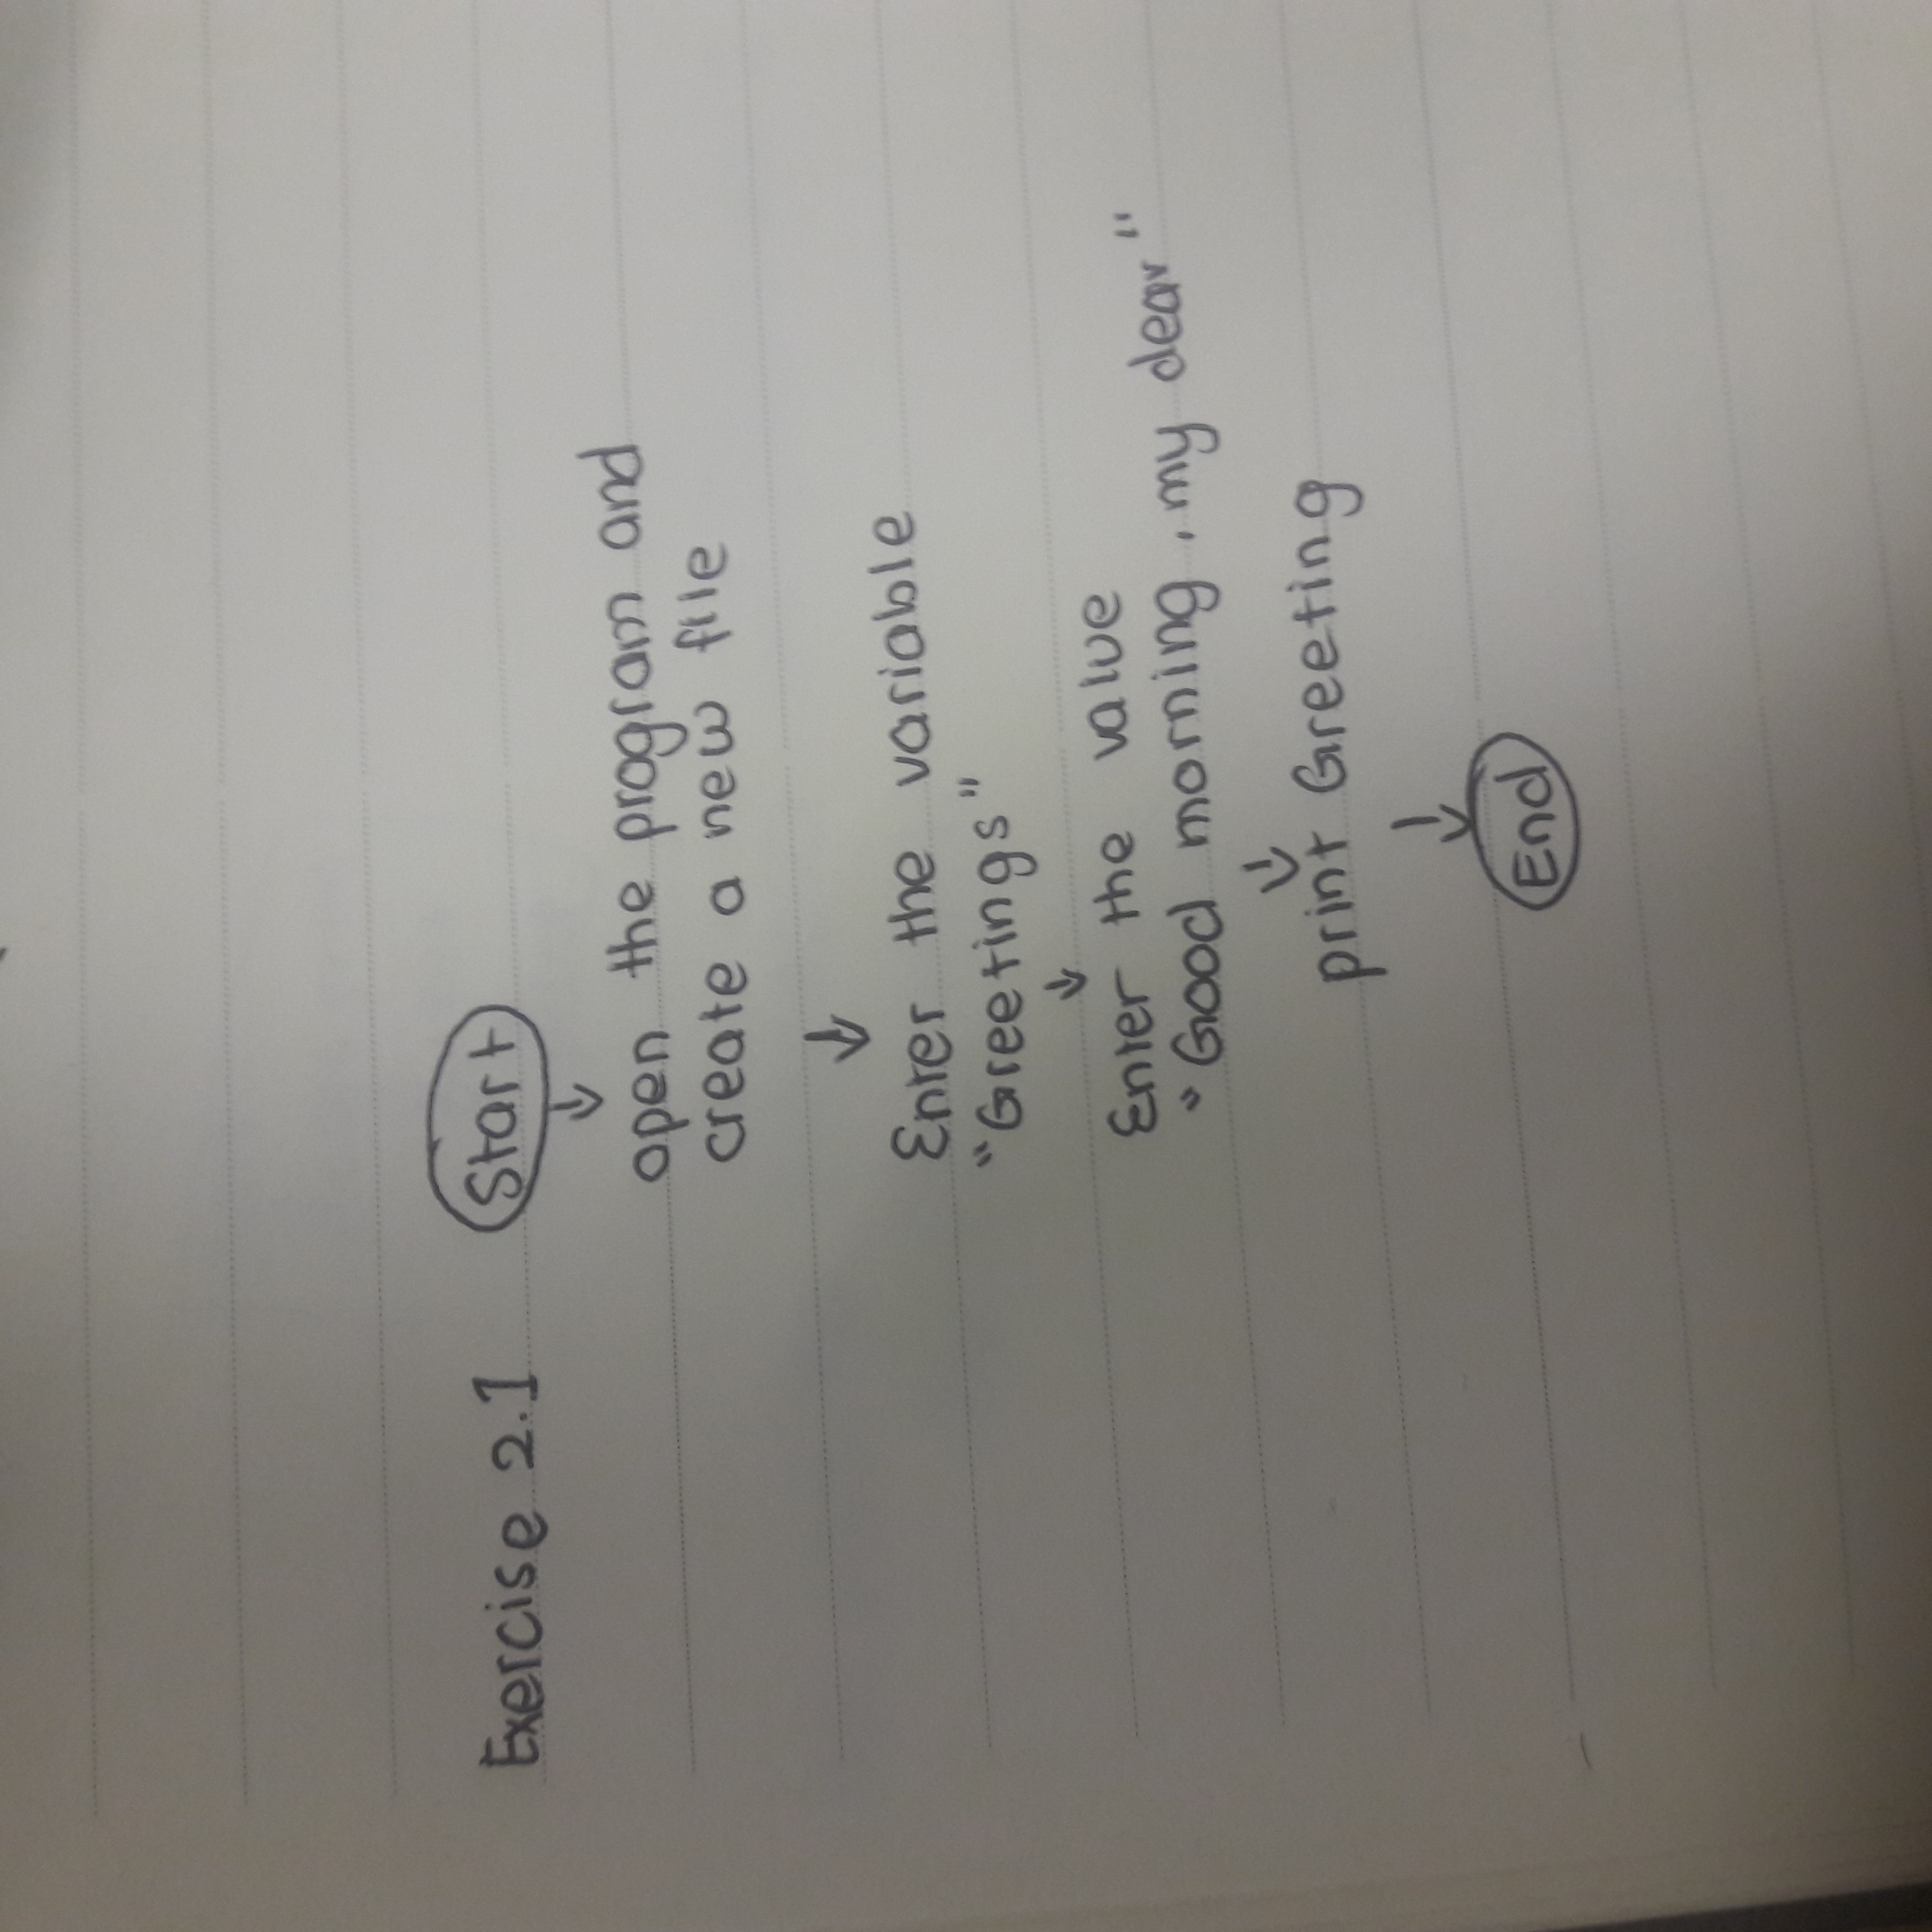 Exercise 2.1
Start
open the program and
create a new file
Enter the variable
"Greetings"
Enter the value
"Good morning, my dear"
print Greeting
End